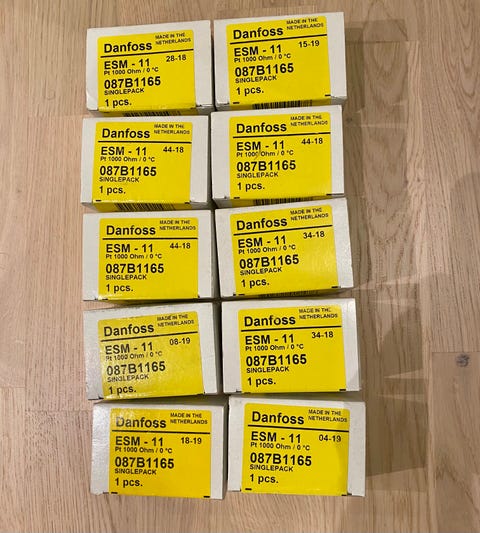 Danfoss MADE IN THE
NETHERLANDS
ESM - 11 28-18
Pt 1000 Ohm / 0 °C
087B1165
SINGLEPACK
1 pcs.
Danfoss MADE IN THE
NETHERLANDS
ESM - 11 15-19
Pt 1000 Ohm / 0 °C
087B1165
SINGLEPACK
1 pcs.
Danfoss MADE IN THE
NETHERLANDS
ESM - 11 44-18
Pt 1000 Ohm / 0 °C
087B1165
SINGLEPACK
1 pcs.
Danfoss MADE IN THE
NETHERLANDS
ESM - 11 44-18
Pt 1000 Ohm / 0 °C
087B1165
SINGLEPACK
1 pcs.
Danfoss MADE IN THE
NETHERLANDS
ESM - 11 44-18
Pt 1000 Ohm / 0 °C
087B1165
SINGLEPACK
1 pcs.
Danfoss MADE IN THE
NETHERLANDS
ESM - 11 34-18
Pt 1000 Ohm / 0 °C
087B1165
SINGLEPACK
1 pcs.
Danfoss MADE IN THE
NETHERLANDS
ESM - 11 08-19
Pt 1000 Ohm / 0 °C
087B1165
SINGLEPACK
1 pcs.
Danfoss MADE IN THE
NETHERLANDS
ESM - 11 34-18
Pt 1000 Ohm / 0 °C
087B1165
SINGLEPACK
1 pcs.
Danfoss MADE IN THE
NETHERLANDS
ESM - 11 18-19
Pt 1000 Ohm / 0 °C
087B1165
SINGLEPACK
1 pcs.
Danfoss MADE IN THE
NETHERLANDS
ESM - 11 04-19
Pt 1000 Ohm / 0 °C
087B1165
SINGLEPACK
1 pcs.